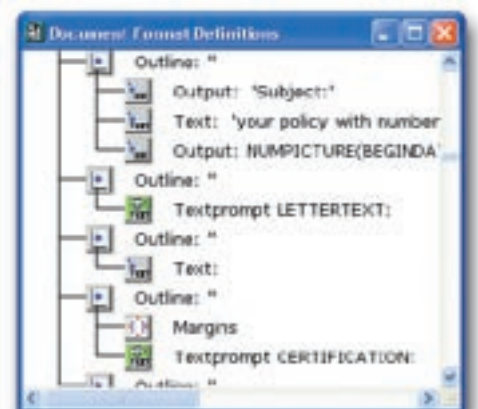 Document Format Definitions
Outline: "
Output: 'Subject:'
Text: 'your policy with number
Output: NUMPICTURE(BEGINDA
Outline: "
Textprompt LETTERTEXT:
Outline: "
Text:
Outline: "
Margins
Textprompt CERTIFICATION:
Outline: "